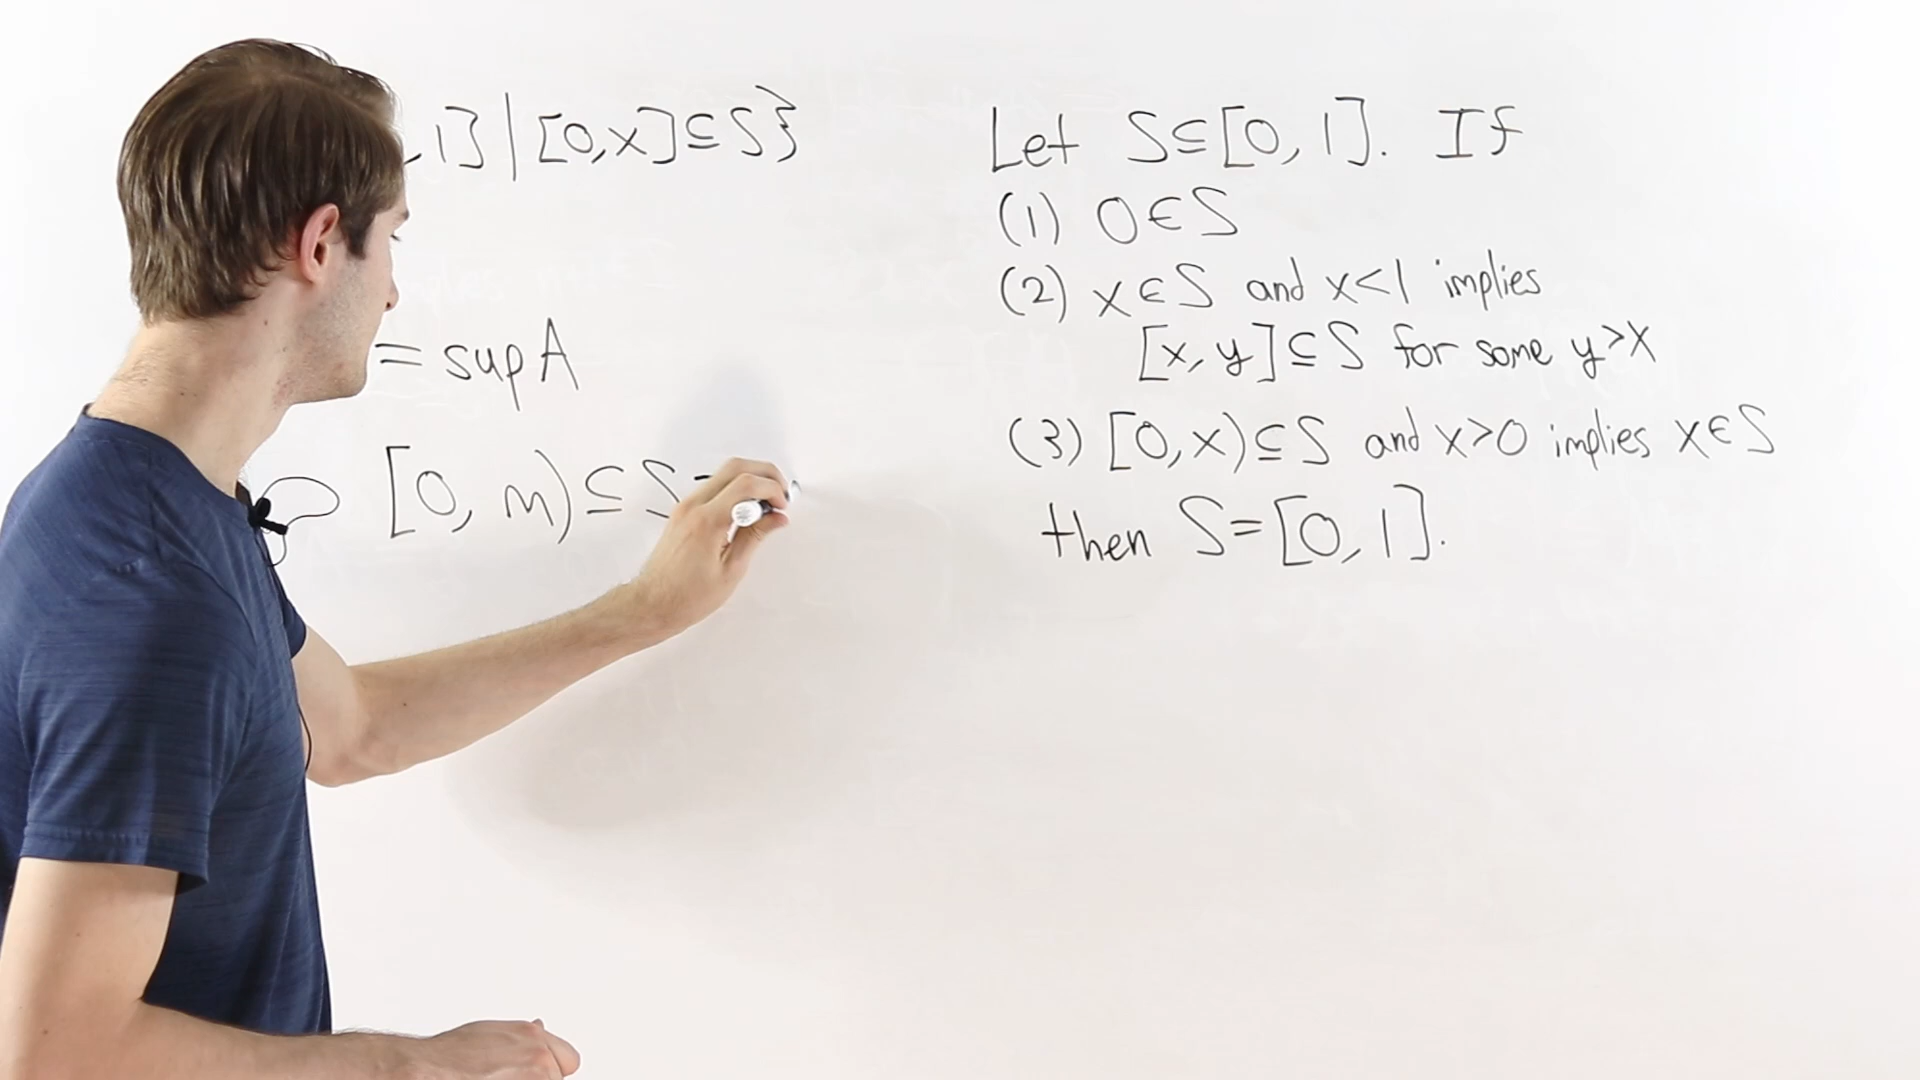 , 1] | [0, x] ⊆ S}
= sup A
[0, m) ⊆ S
Let S ⊆ [0, 1]. If
(1) 0 ∈ S
(2) x ∈ S and x < 1 implies
[x, y] ⊆ S for some y > x
(3) [0, x) ⊆ S and x > 0 implies x ∈ S
then S = [0, 1].